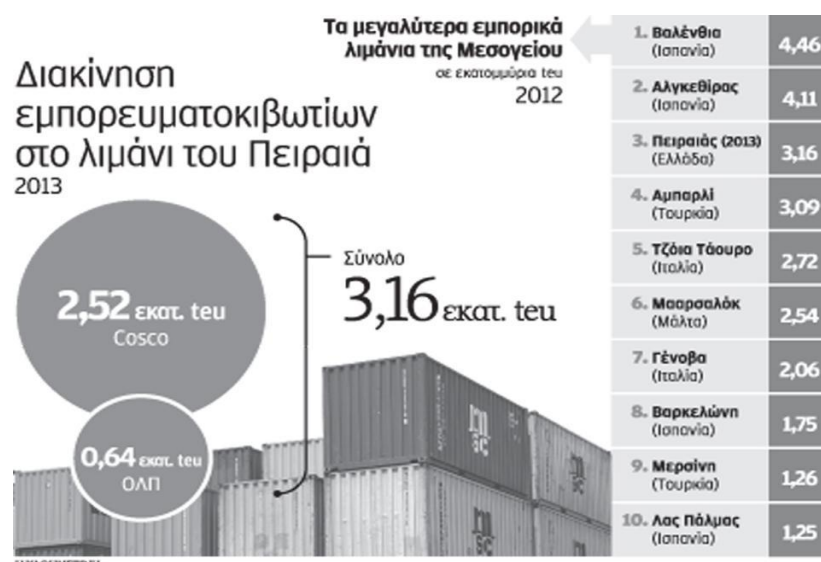 Διακίνηση
εμπορευματοκιβωτίων
στο λιμάνι του Πειραιά
2013
2,52 εκατ. teu
Cosco
0,64 εκατ. teu
ΟΛΠ
Σύνολο
3,16 εκατ. teu
Τα μεγαλύτερα εμπορικά
λιμάνια της Μεσογείου
σε εκατομμύρια teu
2012
1. Βαλένθια
(Ισπανία) 4,46
2. Αλγκεθίρας
(Ισπανία) 4,11
3. Πειραιάς (2013)
(Ελλάδα) 3,16
4. Αμπαρλί
(Τουρκία) 3,09
5. Τζόια Τάουρο
(Ιταλία) 2,72
6. Μααρσαλόκ
(Μάλτα) 2,54
7. Γένοβα
(Ιταλία) 2,06
8. Βαρκελώνη
(Ισπανία) 1,75
9. Μερσίνη
(Τουρκία) 1,26
10. Λας Πάλμας
(Ισπανία) 1,25